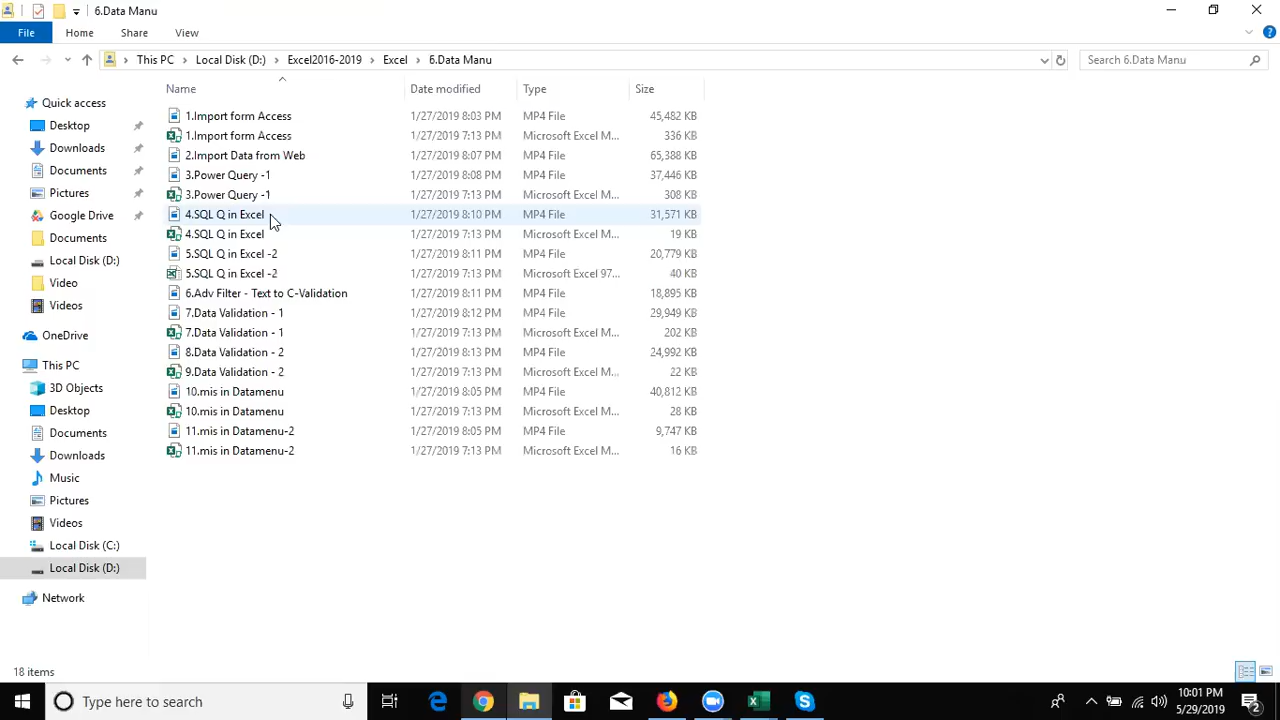 6.Data Manu
File Home Share View
This PC Local Disk (D:) Excel2016-2019 Excel 6.Data Manu
Search 6.Data Manu
Name Date modified Type Size
1.Import form Access 1/27/2019 8:03 PM MP4 File 45,482 KB
1.Import form Access 1/27/2019 7:13 PM Microsoft Excel M... 336 KB
2.Import Data from Web 1/27/2019 8:07 PM MP4 File 65,388 KB
3.Power Query -1 1/27/2019 8:08 PM MP4 File 37,446 KB
3.Power Query -1 1/27/2019 7:13 PM Microsoft Excel M... 308 KB
4.SQL Q in Excel 1/27/2019 8:10 PM MP4 File 31,571 KB
4.SQL Q in Excel 1/27/2019 7:13 PM Microsoft Excel M... 19 KB
5.SQL Q in Excel -2 1/27/2019 8:11 PM MP4 File 20,779 KB
5.SQL Q in Excel -2 1/27/2019 7:13 PM Microsoft Excel 97... 40 KB
6.Adv Filter - Text to C-Validation 1/27/2019 8:11 PM MP4 File 18,895 KB
7.Data Validation - 1 1/27/2019 8:12 PM MP4 File 29,949 KB
7.Data Validation - 1 1/27/2019 7:13 PM Microsoft Excel M... 202 KB
8.Data Validation - 2 1/27/2019 8:13 PM MP4 File 24,992 KB
9.Data Validation - 2 1/27/2019 7:13 PM Microsoft Excel M... 22 KB
10.mis in Datamenu 1/27/2019 8:05 PM MP4 File 40,812 KB
10.mis in Datamenu 1/27/2019 7:13 PM Microsoft Excel M... 28 KB
11.mis in Datamenu-2 1/27/2019 8:05 PM MP4 File 9,747 KB
11.mis in Datamenu-2 1/27/2019 7:13 PM Microsoft Excel M... 16 KB
Quick access
Desktop
Downloads
Documents
Pictures
Google Drive
Documents
Local Disk (D:)
Video
Videos
OneDrive
This PC
3D Objects
Desktop
Documents
Downloads
Music
Pictures
Videos
Local Disk (C:)
Local Disk (D:)
Network
18 items
Type here to search
10:01 PM
5/29/2019
2